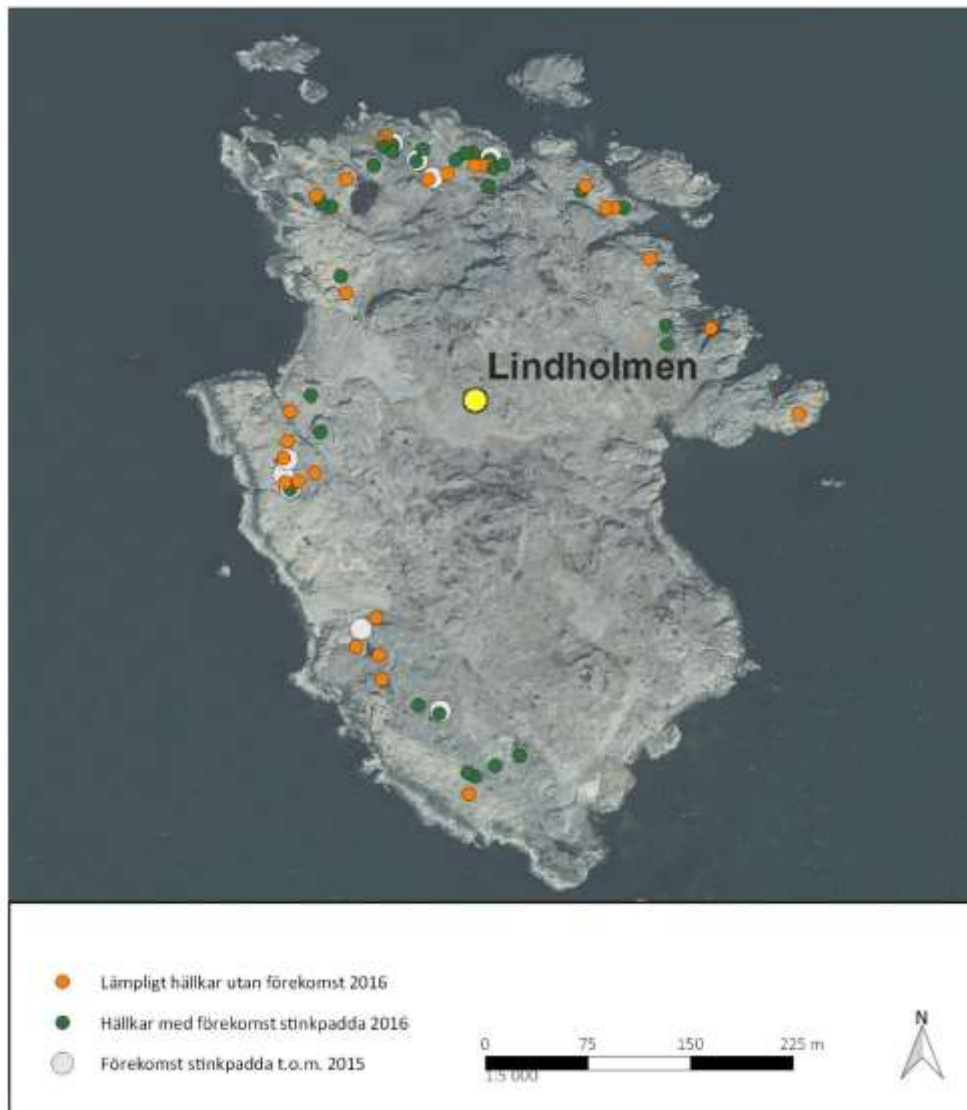 Lindholmen
Lämpligt hällkar utan förekomst 2016
Hällkar med förekomst stinkpadda 2016
Förekomst stinkpadda t.o.m. 2015
0 75 150 225 m
1:5 000
N